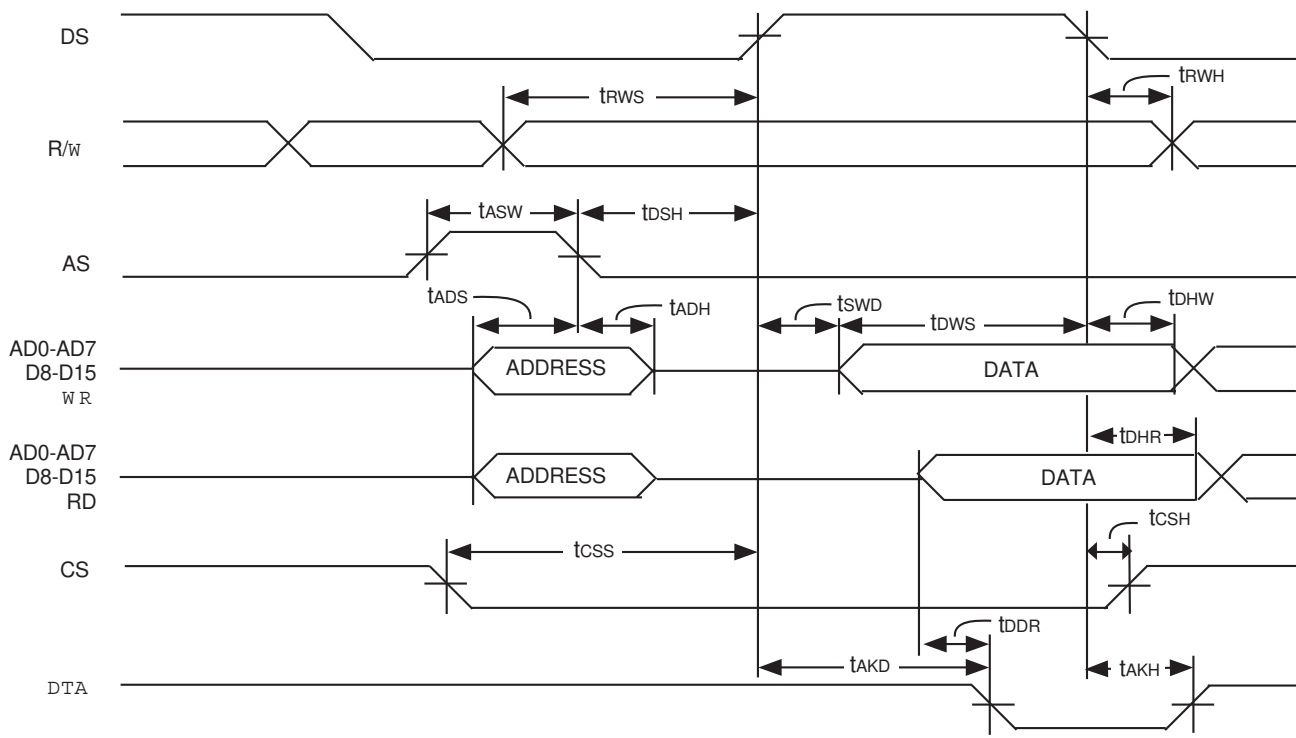 DS
tRWH
tRWS
R/W
tASW
tDSH
AS
tADS
tADH
tSWD
tDWS
tDHW
AD0-AD7
D8-D15
WR
ADDRESS
DATA
tDHR
AD0-AD7
D8-D15
RD
ADDRESS
DATA
tCSH
tCSS
CS
tDDR
tAKD
tAKH
DTA